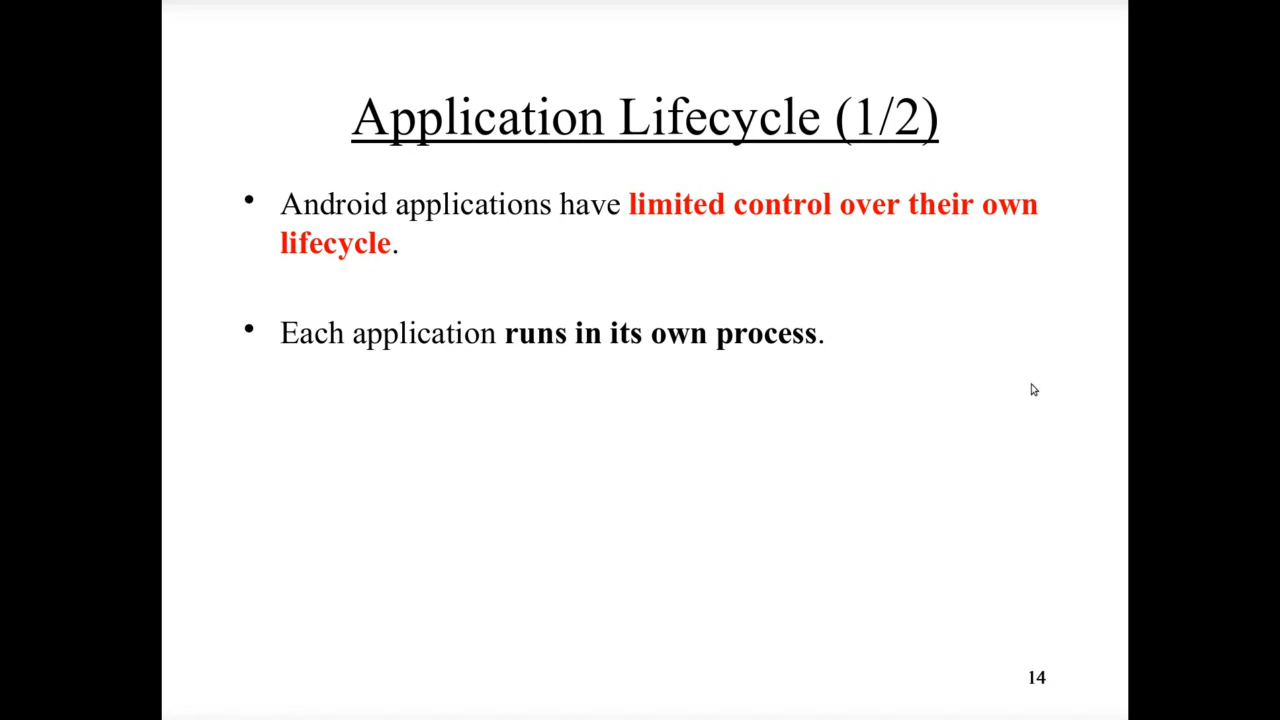 Application Lifecycle (1/2)
• Android applications have limited control over their own
lifecycle.
• Each application runs in its own process.
14